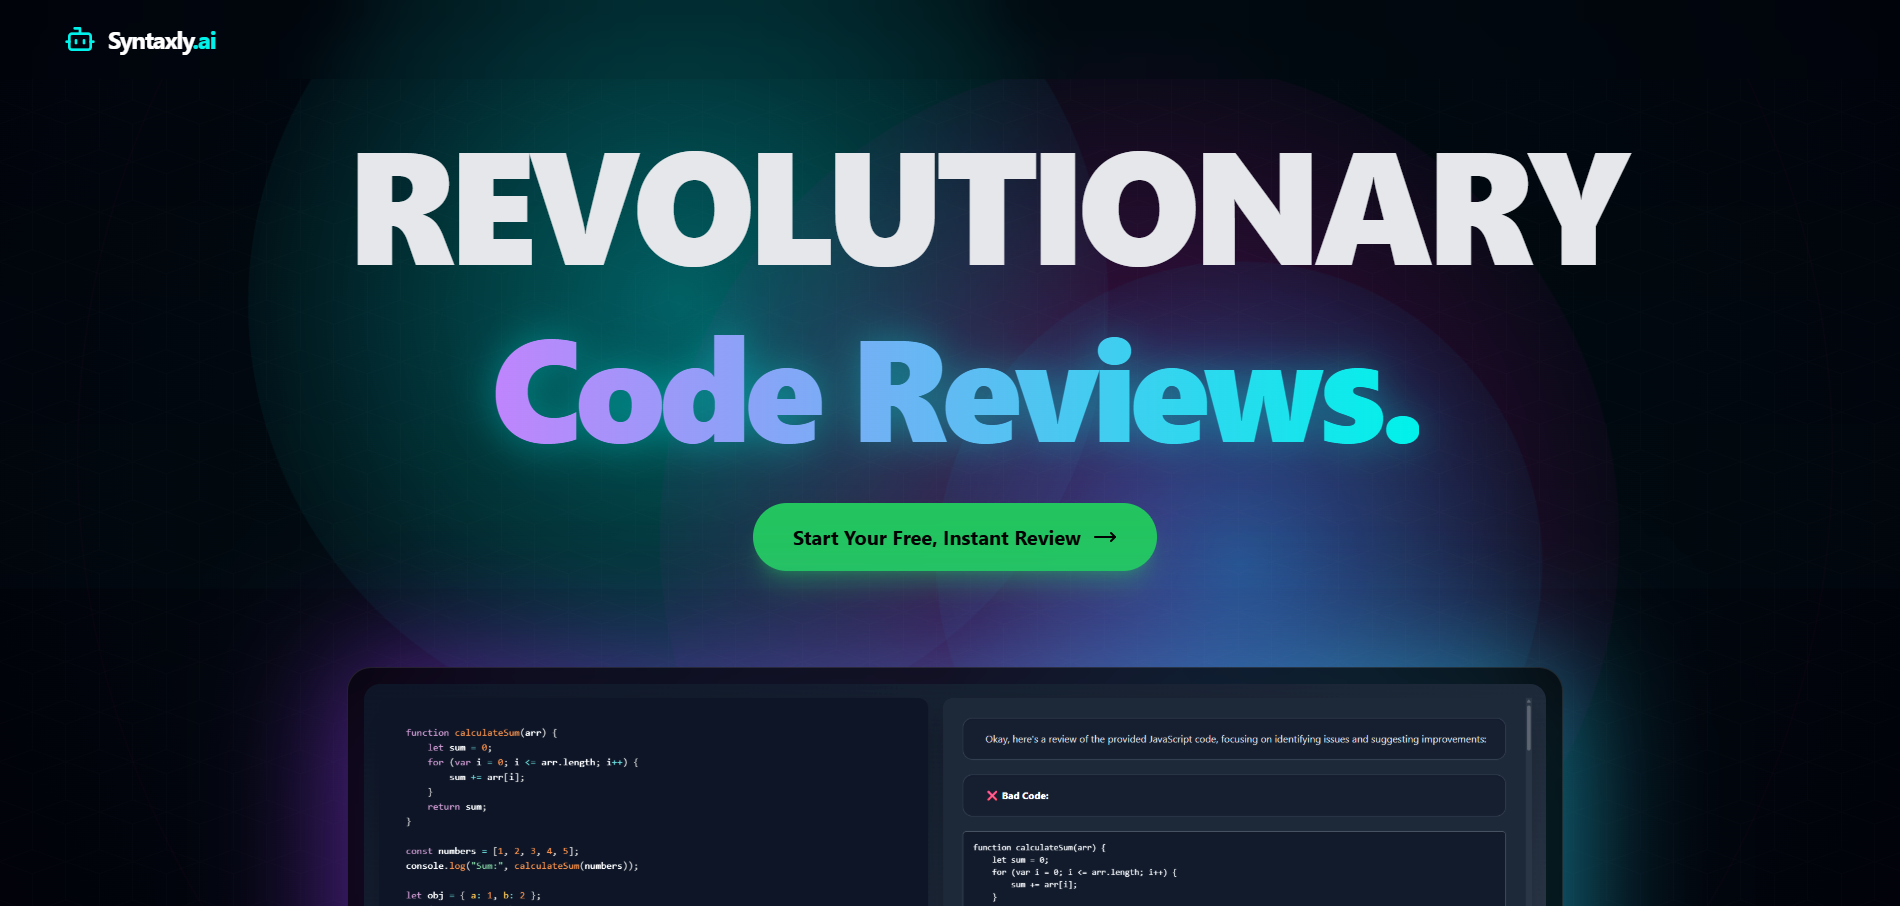 Syntaxly.ai
REVOLUTIONARY
Code Reviews.
Start Your Free, Instant Review →
function calculateSum(arr) {
    let sum = 0;
    for (var i = 0; i <= arr.length; i++) {
        sum += arr[i];
    }
    return sum;
}
const numbers = [1, 2, 3, 4, 5];
console.log("Sum:", calculateSum(numbers));
let obj = { a: 1, b: 2 };
Okay, here's a review of the provided JavaScript code, focusing on identifying issues and suggesting improvements:
❌ Bad Code:
function calculateSum(arr) {
    let sum = 0;
    for (var i = 0; i <= arr.length; i++) {
        sum += arr[i];
    }